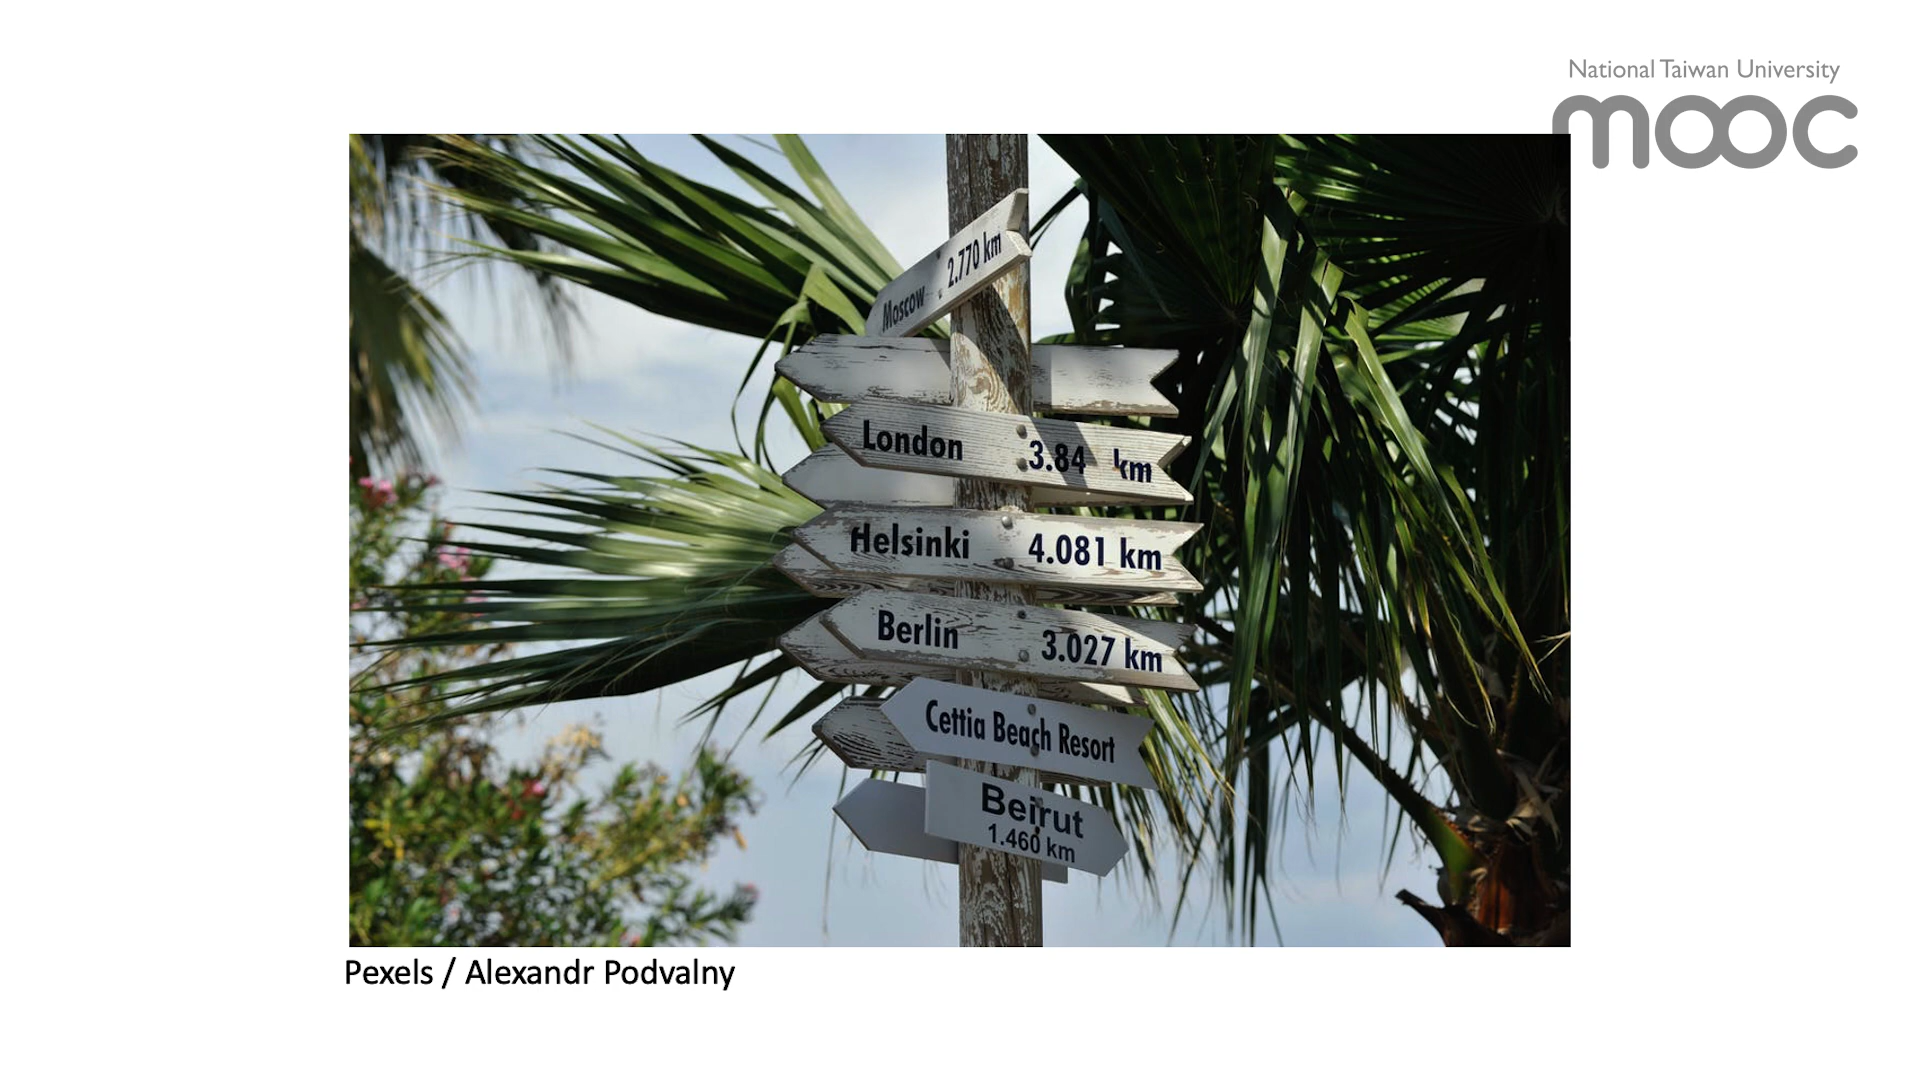 National Taiwan University
mooc
Moscow 2.770 km
London 3.84 km
Helsinki 4.081 km
Berlin 3.027 km
Cettia Beach Resort
Beirut
1.460 km
Pexels / Alexandr Podvalny